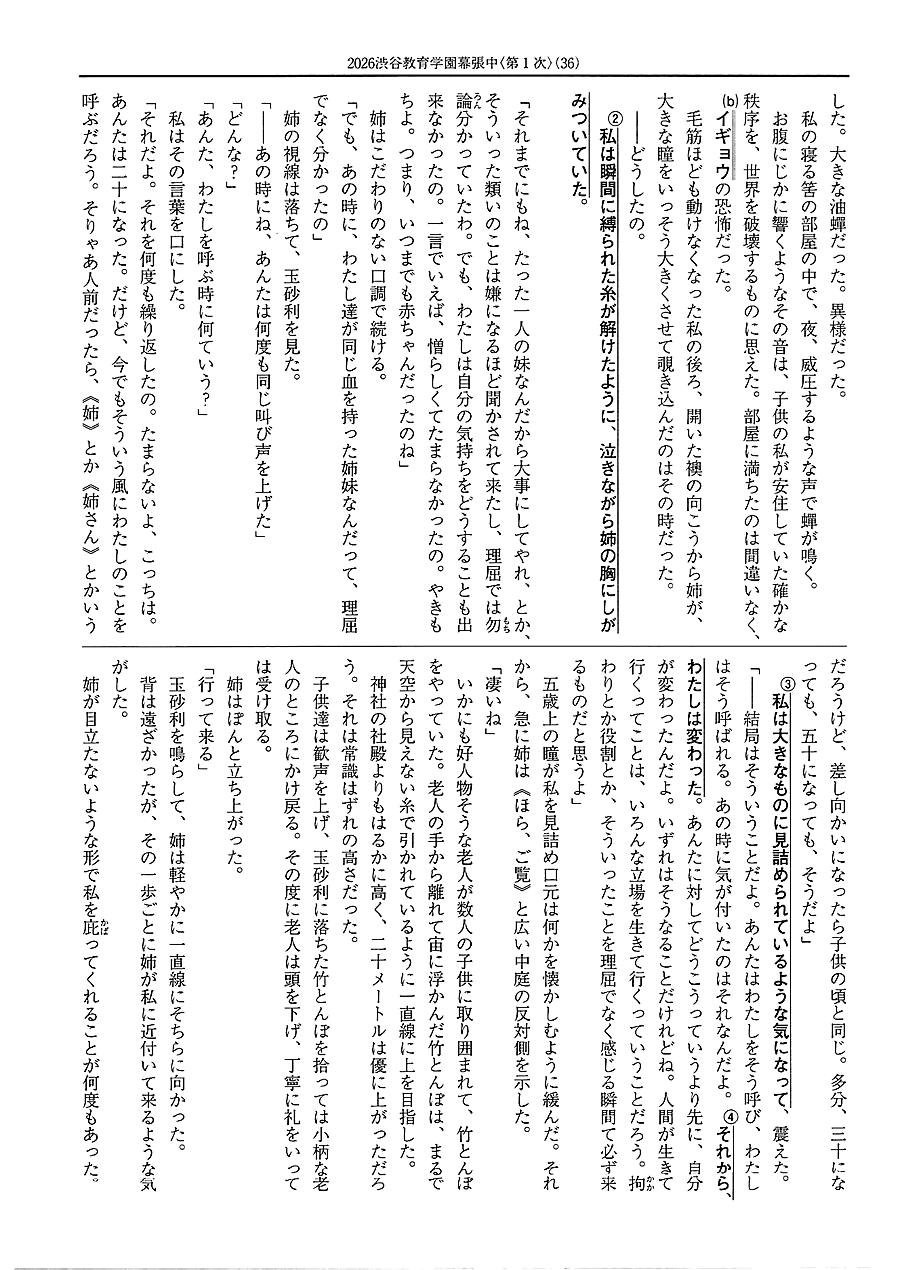 2026渋谷教育学園幕張中〈第1次〉(36)
した。大きな油蟬だった。異様だった。
私の寝る筈の部屋の中で、夜、威圧するような声で蟬が鳴く。
お腹にじかに響くようなその音は、子供の私が安住していた確かな
秩序を、世界を破壊するものに思えた。部屋に満ちたのは間違いなく、
(b)イギョウの恐怖だった。
毛筋ほども動けなくなった私の後ろ、開いた襖の向こうから姉が、
大きな瞳をいっそう大きくさせて覗き込んだのはその時だった。
――どうしたの。
②私は瞬間に縛られた糸が解けたように、泣きながら姉の胸にしが
みついていた。
「それまでにもね、たった一人の妹なんだから大事にしてやれ、とか、
そういった類いのことは嫌になるほど聞かされて来たし、理屈では勿
論分かっていたわ。でも、わたしは自分の気持ちをどうすることも出
来なかったの。一言でいえば、憎らしくてたまらなかったの。やきも
ちよ。つまり、いつまでも赤ちゃんだったのね」
姉はこだわりのない口調で続ける。
「でも、あの時に、わたし達が同じ血を持った姉妹なんだって、理屈
でなく分かったの」
姉の視線は落ちて、玉砂利を見た。
「――あの時にね、あんたは何度も同じ叫び声を上げた」
「どんな?」
「あんた、わたしを呼ぶ時に何ていう?」
私はその言葉を口にした。
「それだよ。それを何度も繰り返したの。たまらないよ、こっちは。
あんたは二十になった。だけど、今でもそういう風にわたしのことを
呼ぶだろう。そりゃあ人前だったら、《姉》とか《姉さん》とかいう
だろうけど、差し向かいになったら子供の頃と同じ。多分、三十にな
っても、五十になっても、そうだよ」
③私は大きなものに見詰められているような気になって、震えた。
「――結局はそういうことだよ。あんたはわたしをそう呼び、わたし
はそう呼ばれる。あの時に気が付いたのはそれなんだよ。④それから、
わたしは変わった。あんたに対してどうこうっていうより先に、自分
が変わったんだよ。いずれはそうなることだけれどね。人間が生きて
行くってことは、いろんな立場を生きて行くっていうことだろう。拘
わりとか役割とか、そういったことを理屈でなく感じる瞬間て必ず来
るものだと思うよ」
五歳上の瞳が私を見詰め口元は何かを懐かしむように緩んだ。それ
から、急に姉は《ほら、ご覧》と広い中庭の反対側を示した。
「凄いね」
いかにも好人物そうな老人が数人の子供に取り囲まれて、竹とんぼ
をやっていた。老人の手から離れて宙に浮かんだ竹とんぼは、まるで
天空から見えない糸で引かれているように一直線に上を目指した。
神社の社殿よりもはるかに高く、二十メートルは優に上がっただろ
う。それは常識はずれの高さだった。
子供達は歓声を上げ、玉砂利に落ちた竹とんぼを拾っては小柄な老
人のところにかけ戻る。その度に老人は頭を下げ、丁寧に礼をいって
は受け取る。
姉はぽんと立ち上がった。
「行って来る」
玉砂利を鳴らして、姉は軽やかに一直線にそちらに向かった。
背は遠ざかったが、その一歩ごとに姉が私に近付いて来るような気
がした。
姉が目立たないような形で私を庇ってくれることが何度もあった。